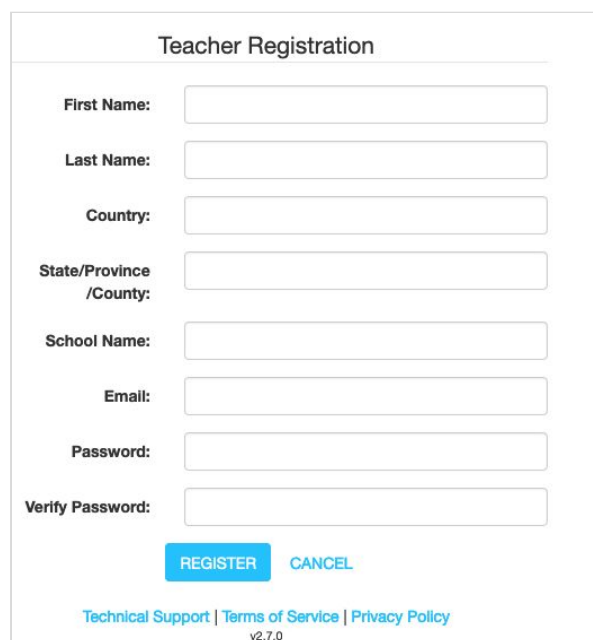 Teacher Registration
First Name:
Last Name:
Country:
State/Province
/County:
School Name:
Email:
Password:
Verify Password:
REGISTER CANCEL
Technical Support | Terms of Service | Privacy Policy
v2.7.0